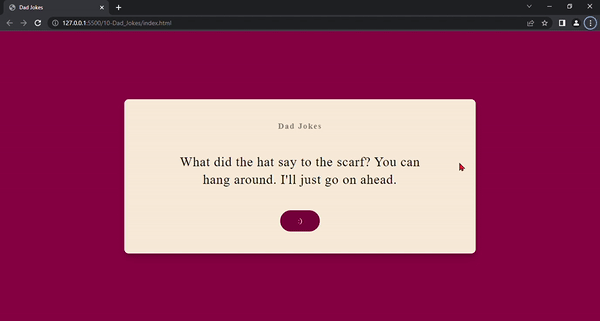 Dad Jokes
127.0.0.1:5500/10-Dad_Jokes/index.html
Dad Jokes
What did the hat say to the scarf? You can
hang around. I'll just go on ahead.
:)